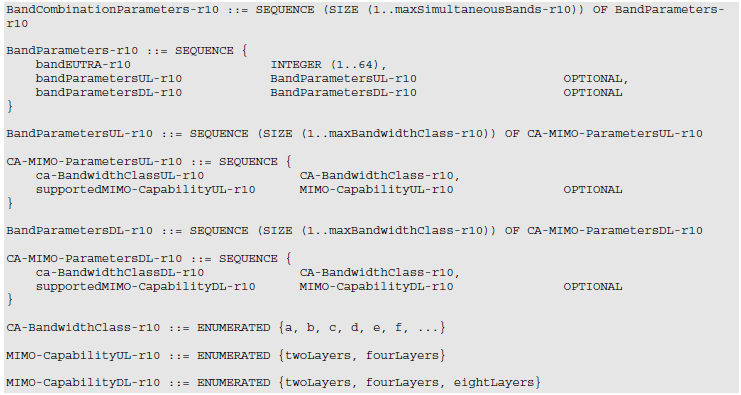 BandCombinationParameters-r10 ::= SEQUENCE (SIZE (1..maxSimultaneousBands-r10)) OF BandParameters-
r10
BandParameters-r10 ::= SEQUENCE {
bandEUTRA-r10 INTEGER (1..64),
bandParametersUL-r10 BandParametersUL-r10 OPTIONAL,
bandParametersDL-r10 BandParametersDL-r10 OPTIONAL
}
BandParametersUL-r10 ::= SEQUENCE (SIZE (1..maxBandwidthClass-r10)) OF CA-MIMO-ParametersUL-r10
CA-MIMO-ParametersUL-r10 ::= SEQUENCE {
ca-BandwidthClassUL-r10 CA-BandwidthClass-r10,
supportedMIMO-CapabilityUL-r10 MIMO-CapabilityUL-r10 OPTIONAL
}
BandParametersDL-r10 ::= SEQUENCE (SIZE (1..maxBandwidthClass-r10)) OF CA-MIMO-ParametersDL-r10
CA-MIMO-ParametersDL-r10 ::= SEQUENCE {
ca-BandwidthClassDL-r10 CA-BandwidthClass-r10,
supportedMIMO-CapabilityDL-r10 MIMO-CapabilityDL-r10 OPTIONAL
}
CA-BandwidthClass-r10 ::= ENUMERATED {a, b, c, d, e, f, ...}
MIMO-CapabilityUL-r10 ::= ENUMERATED {twoLayers, fourLayers}
MIMO-CapabilityDL-r10 ::= ENUMERATED {twoLayers, fourLayers, eightLayers}